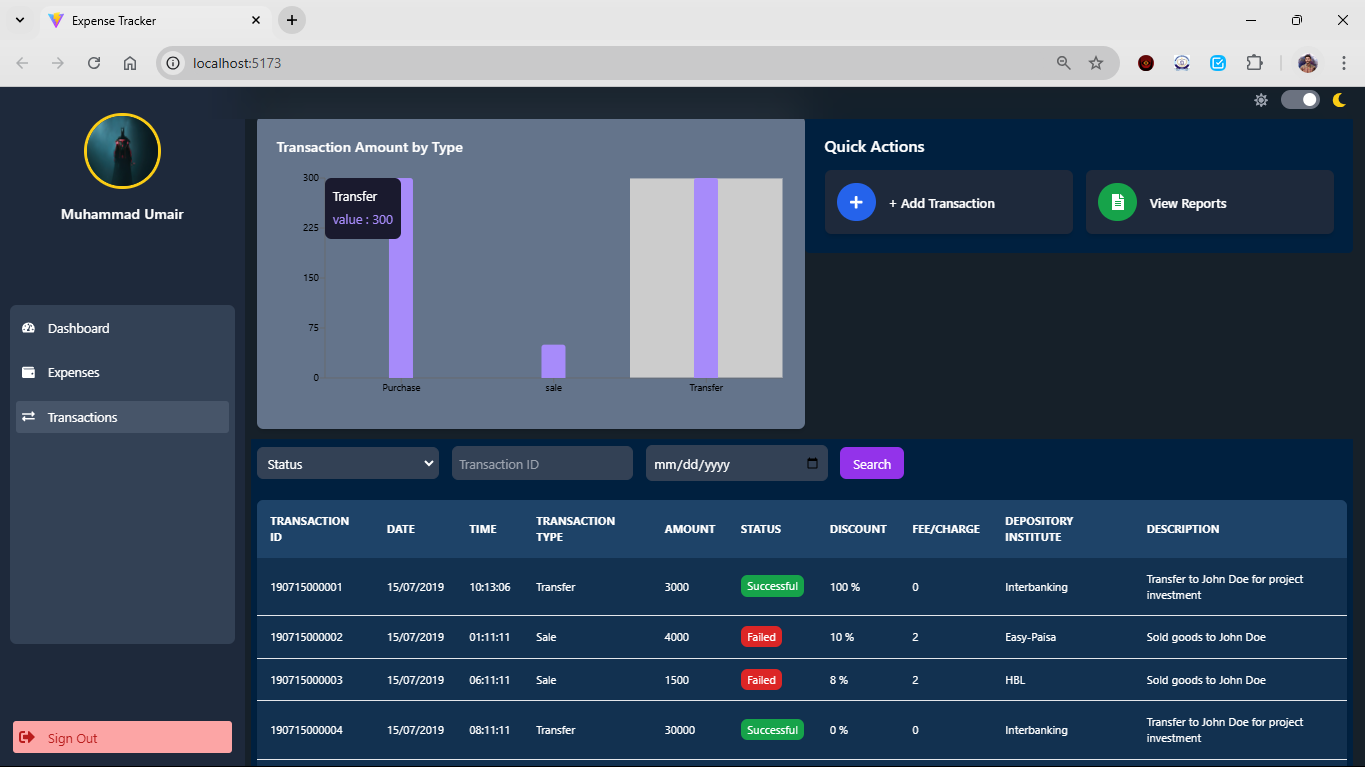 Expense Tracker
localhost:5173
Muhammad Umair
Dashboard
Expenses
Transactions
Sign Out
Transaction Amount by Type
300
225
150
75
0
Transfer
value : 300
Purchase
sale
Transfer
Quick Actions
+ Add Transaction
View Reports
Status
Transaction ID
mm/dd/yyyy
Search
TRANSACTION ID DATE TIME TRANSACTION TYPE AMOUNT STATUS DISCOUNT FEE/CHARGE DEPOSITORY INSTITUTE DESCRIPTION
190715000001 15/07/2019 10:13:06 Transfer 3000 Successful 100 % 0 Interbanking Transfer to John Doe for project investment
190715000002 15/07/2019 01:11:11 Sale 4000 Failed 10 % 2 Easy-Paisa Sold goods to John Doe
190715000003 15/07/2019 06:11:11 Sale 1500 Failed 8 % 2 HBL Sold goods to John Doe
190715000004 15/07/2019 08:11:11 Transfer 30000 Successful 0 % 0 Interbanking Transfer to John Doe for project investment